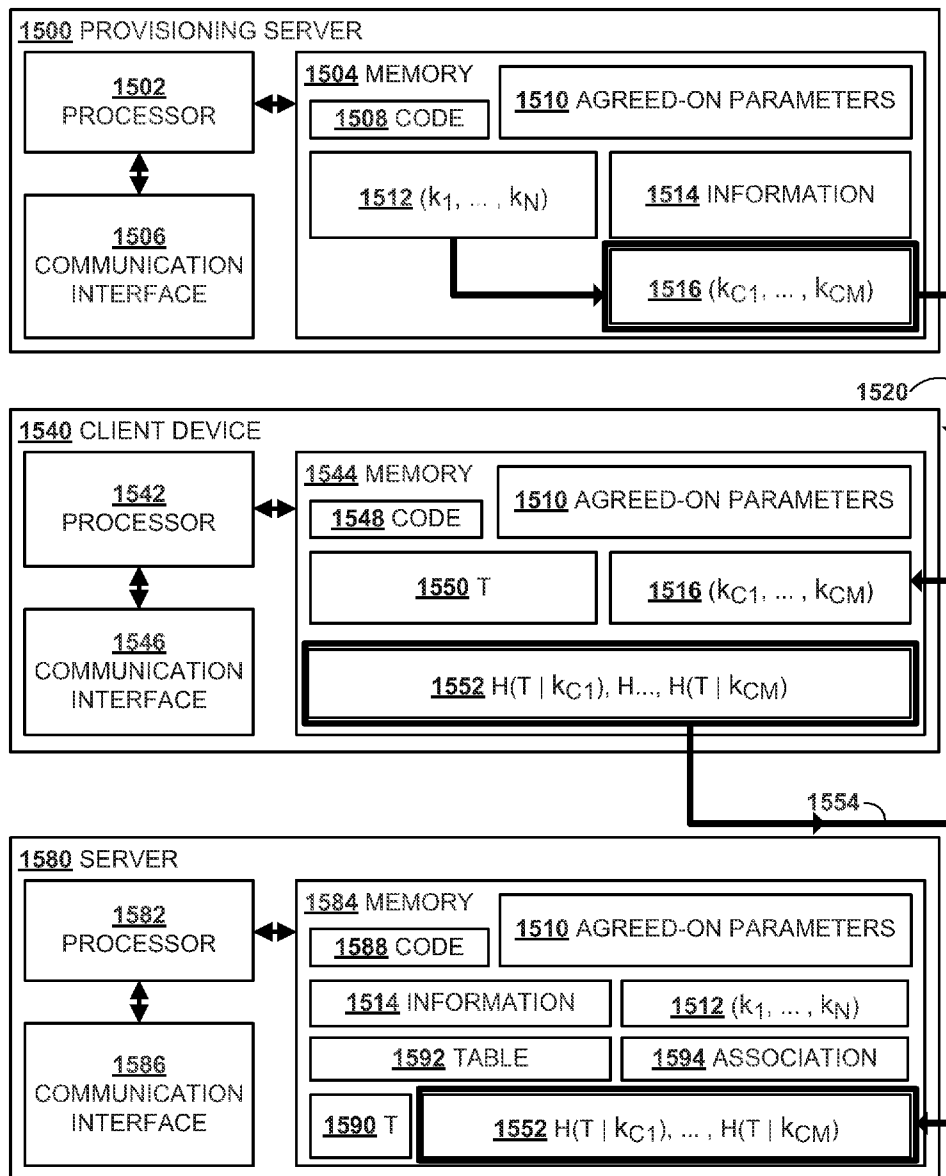 1500 PROVISIONING SERVER
1502
PROCESSOR
1504 MEMORY
1508 CODE
1510 AGREED-ON PARAMETERS
1512 (k1, ... , kN)
1514 INFORMATION
1506
COMMUNICATION
INTERFACE
1516 (kC1, ... , kCM)
1520
1540 CLIENT DEVICE
1542
PROCESSOR
1544 MEMORY
1548 CODE
1510 AGREED-ON PARAMETERS
1550 T
1516 (kC1, ... , kCM)
1546
COMMUNICATION
INTERFACE
1552 H(T | kC1), H..., H(T | kCM)
1554
1580 SERVER
1582
PROCESSOR
1584 MEMORY
1588 CODE
1510 AGREED-ON PARAMETERS
1514 INFORMATION
1512 (k1, ... , kN)
1586
COMMUNICATION
INTERFACE
1592 TABLE
1594 ASSOCIATION
1590 T
1552 H(T | kC1), ... , H(T | kCM)